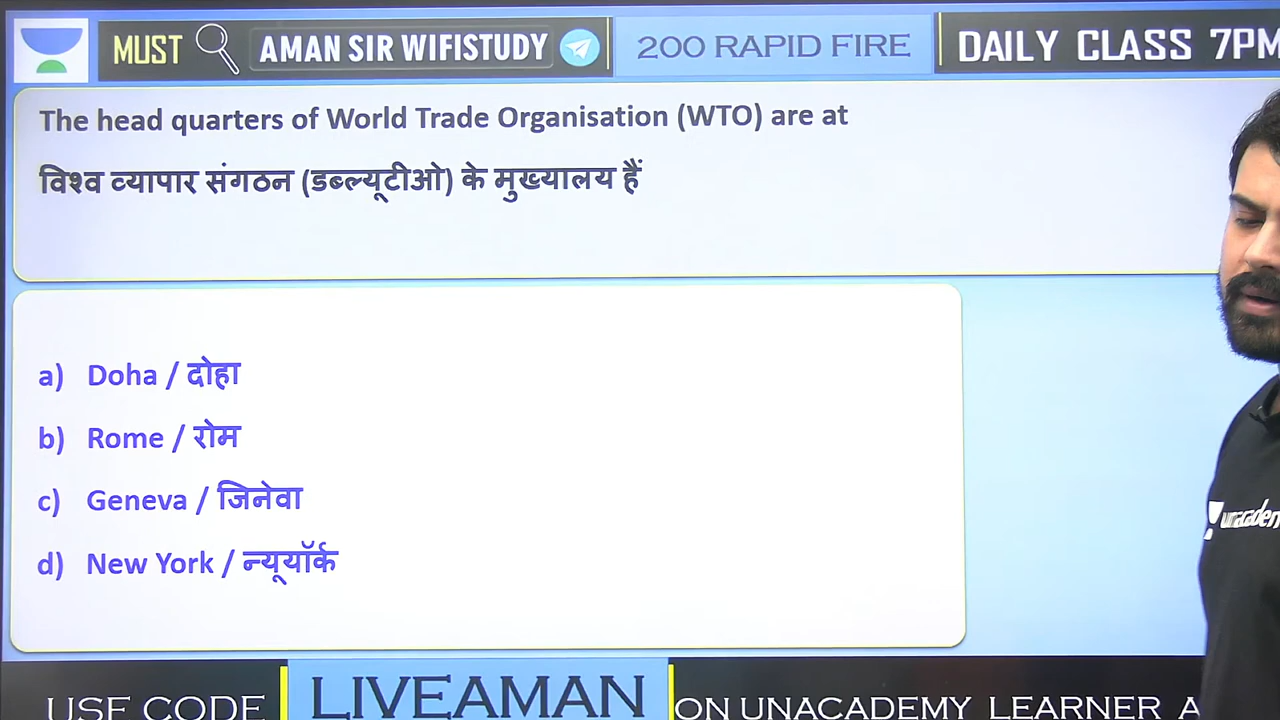 MUST AMAN SIR WIFISTUDY 200 RAPID FIRE DAILY CLASS 7PM
The head quarters of World Trade Organisation (WTO) are at
विश्व व्यापार संगठन (डब्ल्यूटीओ) के मुख्यालय हैं
a) Doha / दोहा
b) Rome / रोम
c) Geneva / जिनेवा
d) New York / न्यूयॉर्क
unacadem
USE CODE LIVEAMAN ON UNACADEMY LEARNER A